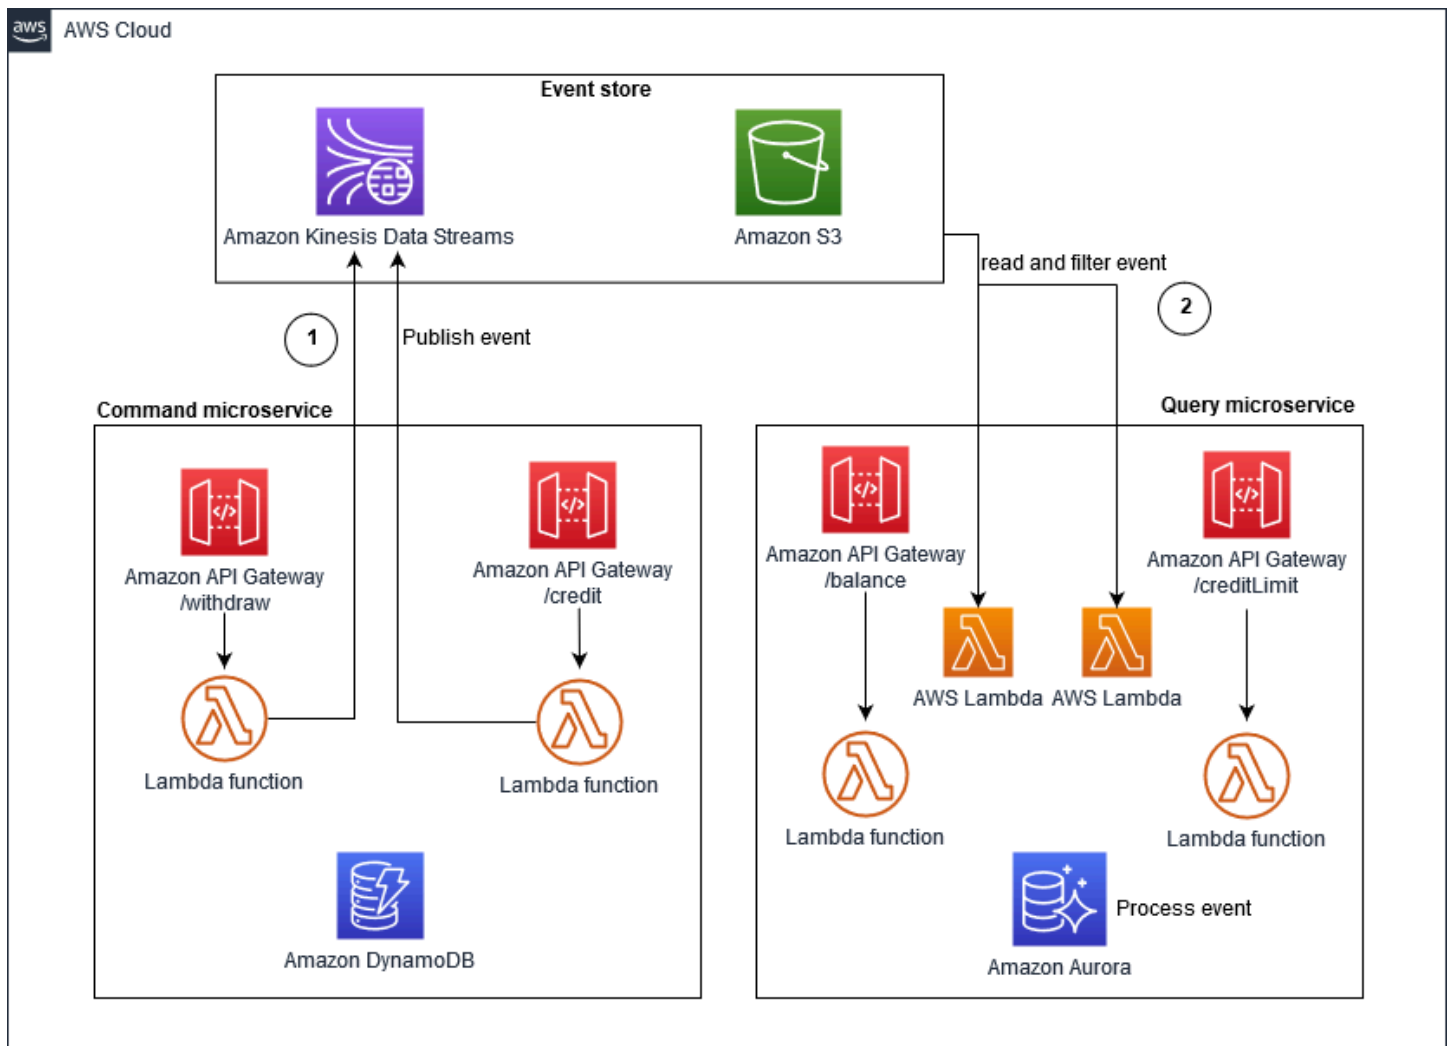 aws
AWS Cloud
Event store
Amazon Kinesis Data Streams
Amazon S3
read and filter event
2
1
Publish event
Command microservice
Query microservice
</>
Amazon API Gateway
/withdraw
</>
Amazon API Gateway
/credit
</>
Amazon API Gateway
/balance
</>
Amazon API Gateway
/creditLimit
AWS Lambda
AWS Lambda
Lambda function
Lambda function
Lambda function
Lambda function
Amazon DynamoDB
Process event
Amazon Aurora